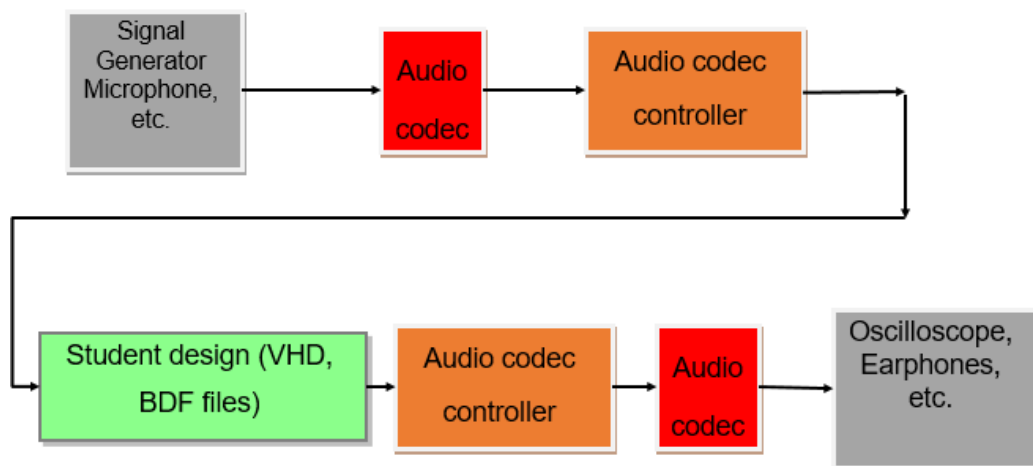 Signal
Generator
Microphone,
etc.
Audio
codec
Audio codec
controller
Student design (VHD,
BDF files)
Audio codec
controller
Audio
codec
Oscilloscope,
Earphones,
etc.